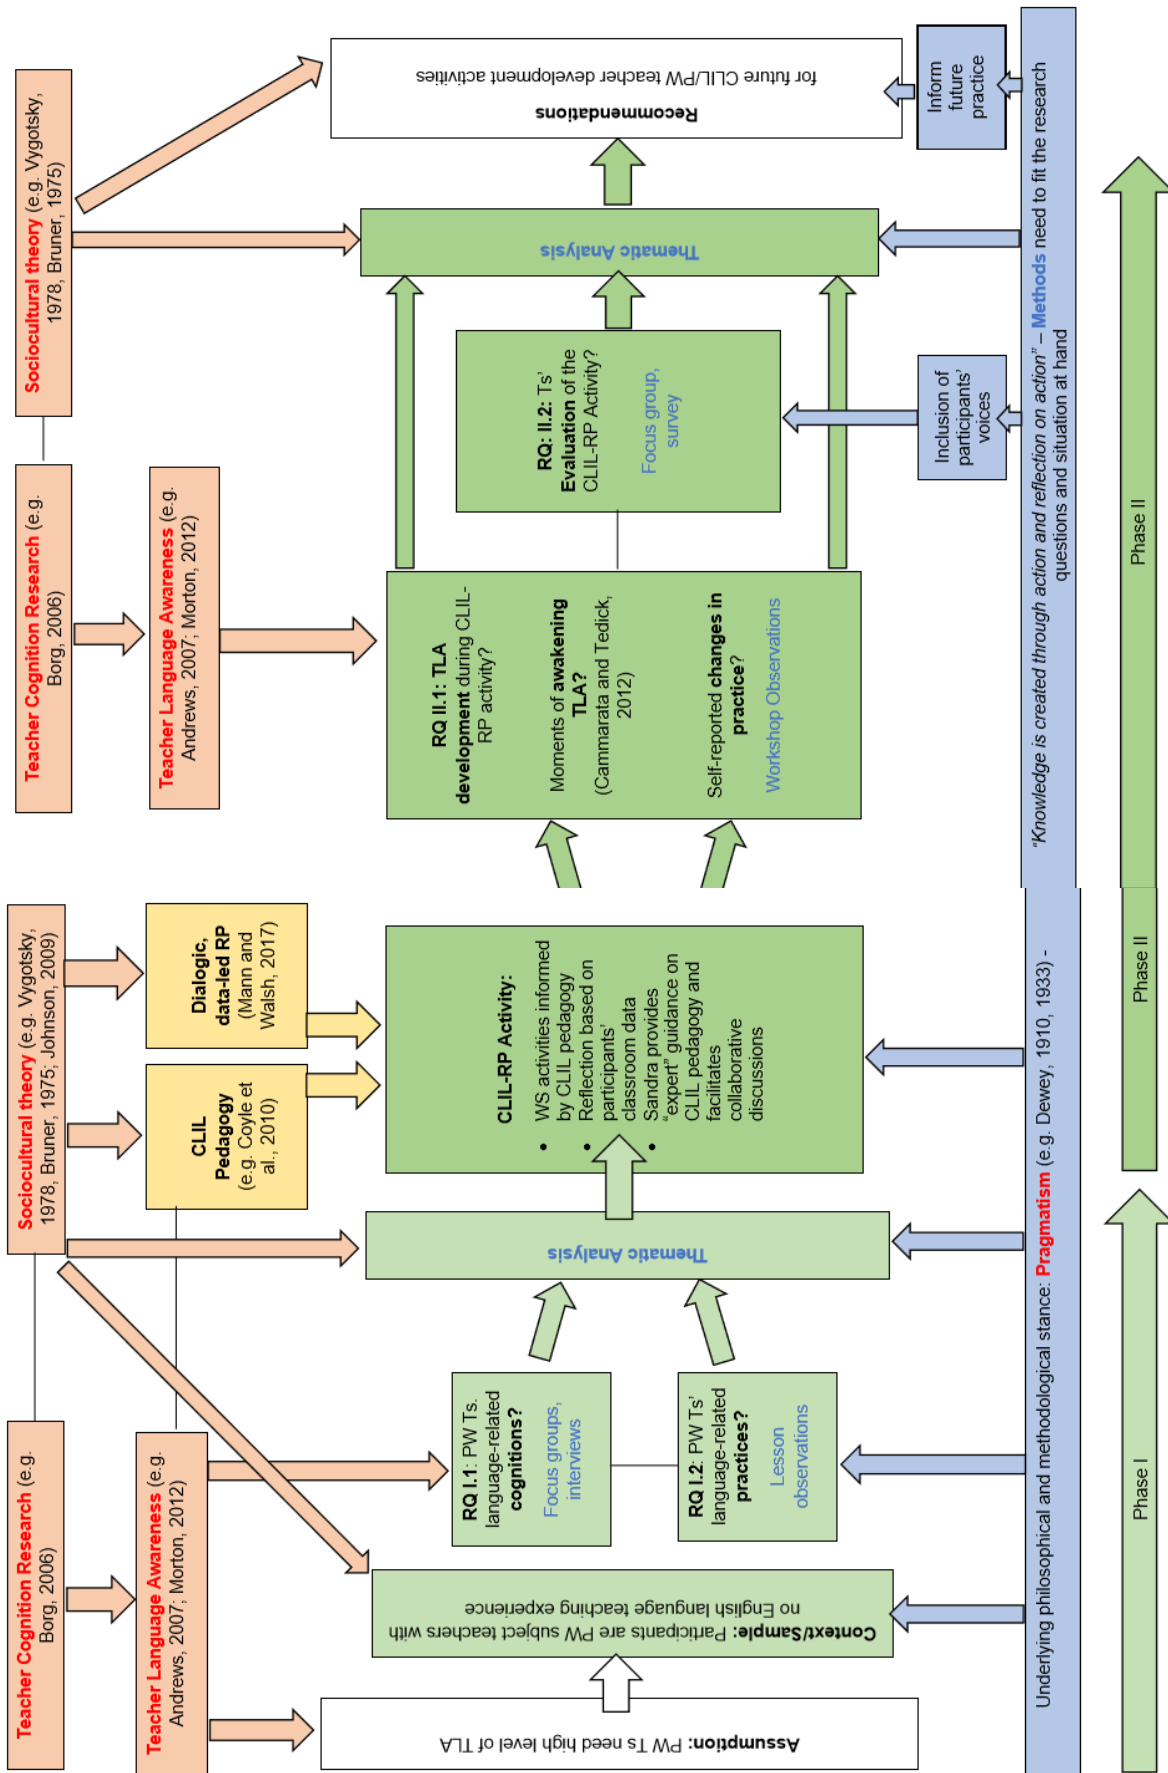 Teacher Cognition Research (e.g.
Borg, 2006)
Sociocultural theory (e.g. Vygotsky,
1978, Bruner, 1975; Johnson, 2009)
Teacher Language Awareness (e.g.
Andrews, 2007; Morton, 2012)
CLIL
Pedagogy
(e.g. Coyle et
al., 2010)
Dialogic,
data-led RP
(Mann and
Walsh, 2017)
Assumption: PW Ts need high level of TLA
Context/Sample: Participants are PW subject teachers with
no English language teaching experience
RQ I.1: PW Ts.
language-related
cognitions?
Focus groups,
interviews
RQ I.2: PW Ts'
language-related
practices?
Lesson
observations
Thematic Analysis
CLIL-RP Activity:
• WS activities informed
by CLIL pedagogy
• Reflection based on
participants'
classroom data
• Sandra provides
"expert" guidance on
CLIL pedagogy and
facilitates
collaborative
discussions
Underlying philosophical and methodological stance: Pragmatism (e.g. Dewey, 1910, 1933) -
Phase I
Phase II
Teacher Cognition Research (e.g.
Borg, 2006)
Sociocultural theory (e.g. Vygotsky,
1978, Bruner, 1975)
Teacher Language Awareness (e.g.
Andrews, 2007; Morton, 2012)
RQ II.1: TLA
development during CLIL-
RP activity?
Moments of awakening
TLA?
(Cammarata and Tedick,
2012)
Self-reported changes in
practice?
Workshop Observations
RQ: II.2: Ts'
Evaluation of the
CLIL-RP Activity?
Focus group,
survey
Thematic Analysis
Recommendations
for future CLIL/PW teacher development activities
Inclusion of
participants'
voices
Inform
future
practice
"Knowledge is created through action and reflection on action" – Methods need to fit the research
questions and situation at hand
Phase II